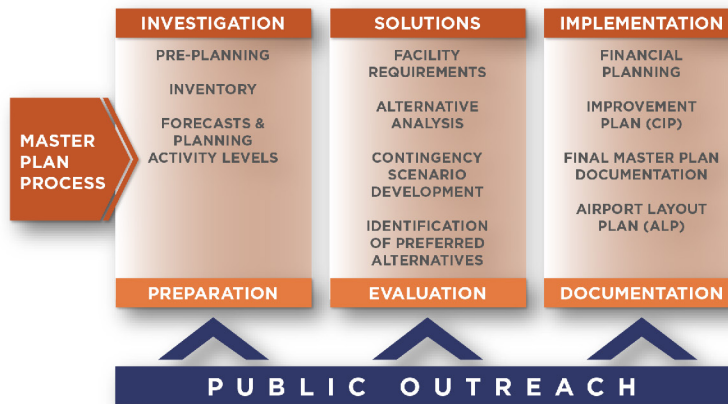 MASTER
PLAN
PROCESS
INVESTIGATION
PRE-PLANNING
INVENTORY
FORECASTS &
PLANNING
ACTIVITY LEVELS
PREPARATION
SOLUTIONS
FACILITY
REQUIREMENTS
ALTERNATIVE
ANALYSIS
CONTINGENCY
SCENARIO
DEVELOPMENT
IDENTIFICATION
OF PREFERRED
ALTERNATIVES
EVALUATION
IMPLEMENTATION
FINANCIAL
PLANNING
IMPROVEMENT
PLAN (CIP)
FINAL MASTER PLAN
DOCUMENTATION
AIRPORT LAYOUT
PLAN (ALP)
DOCUMENTATION
PUBLIC OUTREACH